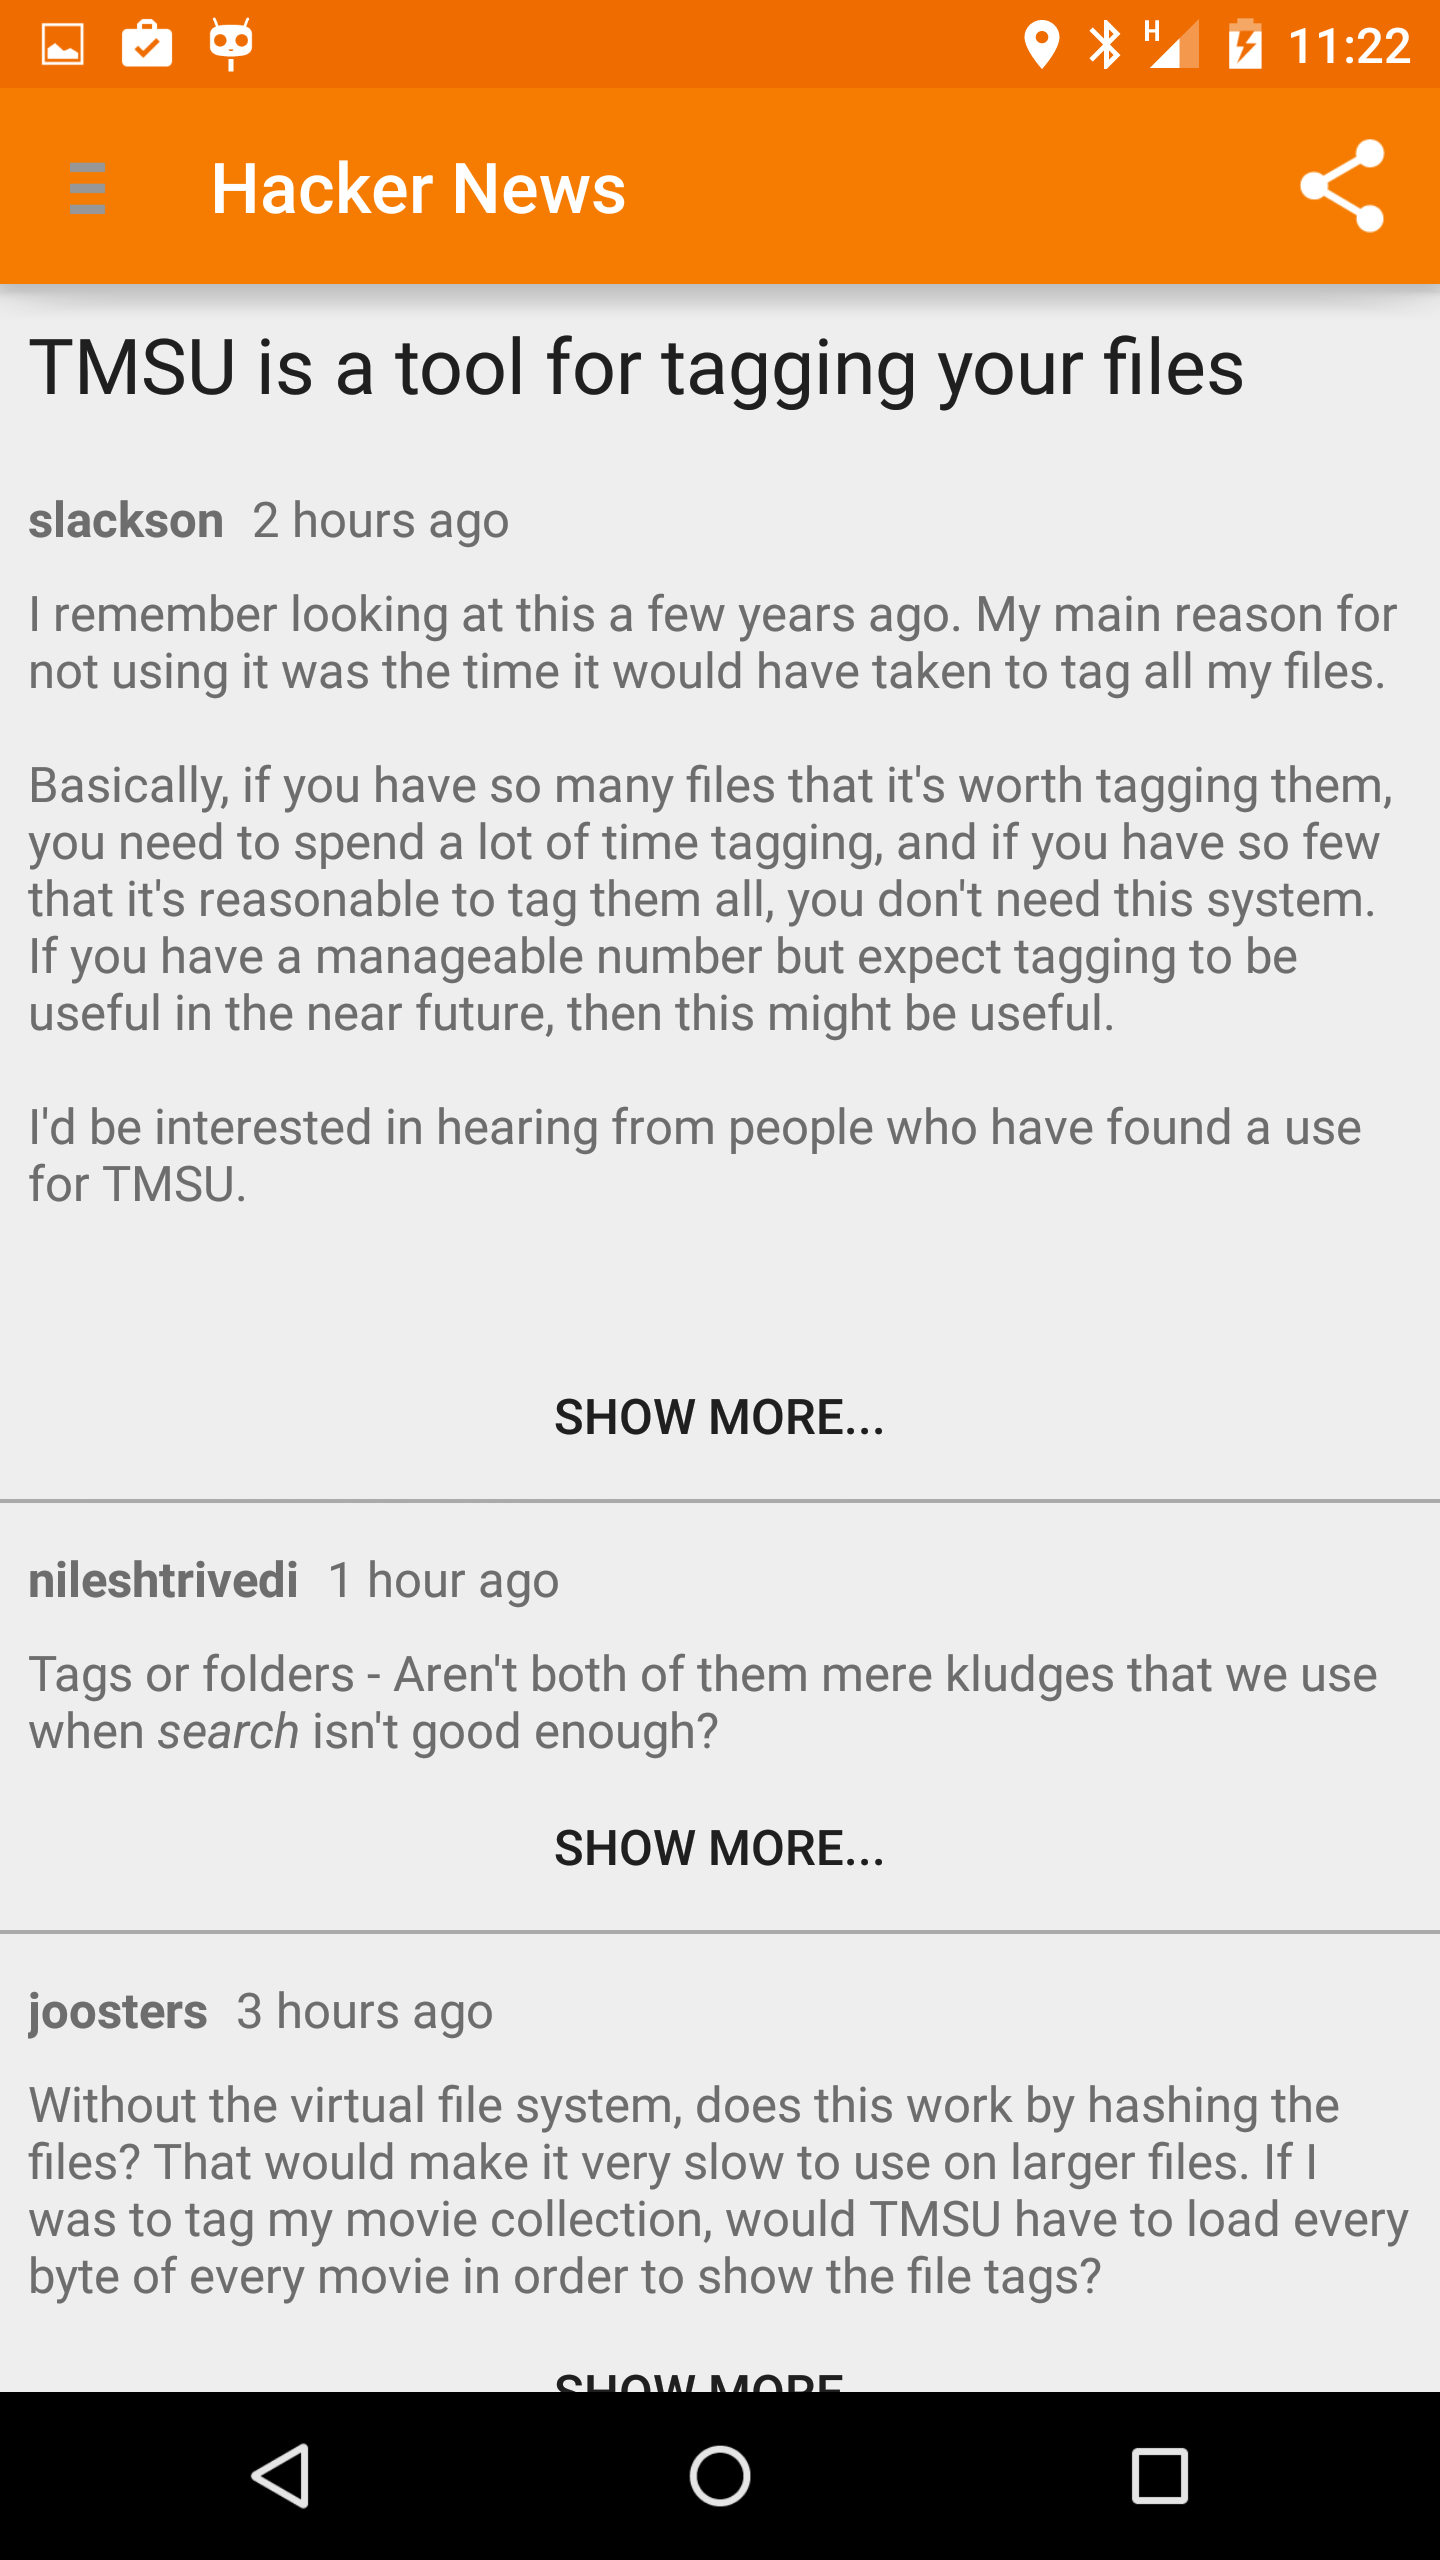 H 11:22
Hacker News
TMSU is a tool for tagging your files
slackson 2 hours ago
I remember looking at this a few years ago. My main reason for
not using it was the time it would have taken to tag all my files.
Basically, if you have so many files that it's worth tagging them,
you need to spend a lot of time tagging, and if you have so few
that it's reasonable to tag them all, you don't need this system.
If you have a manageable number but expect tagging to be
useful in the near future, then this might be useful.
I'd be interested in hearing from people who have found a use
for TMSU.
SHOW MORE...
nileshtrivedi 1 hour ago
Tags or folders - Aren't both of them mere kludges that we use
when search isn't good enough?
SHOW MORE...
joosters 3 hours ago
Without the virtual file system, does this work by hashing the
files? That would make it very slow to use on larger files. If I
was to tag my movie collection, would TMSU have to load every
byte of every movie in order to show the file tags?
SHOW MORE